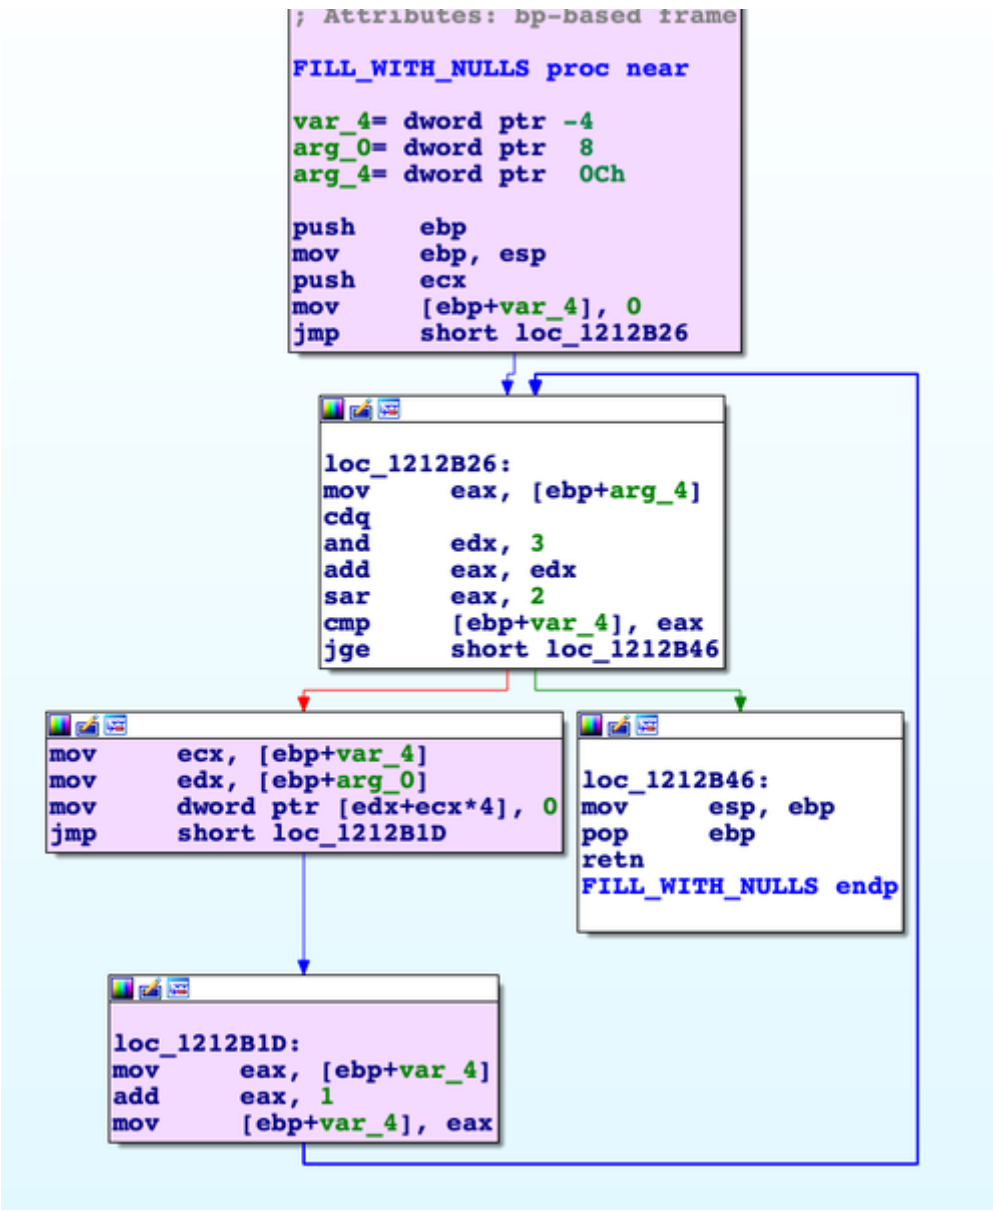 ; Attributes: bp-based frame
FILL_WITH_NULLS proc near
var_4= dword ptr -4
arg_0= dword ptr  8
arg_4= dword ptr  0Ch
push    ebp
mov     ebp, esp
push    ecx
mov     [ebp+var_4], 0
jmp     short loc_1212B26
loc_1212B26:
mov     eax, [ebp+arg_4]
cdq
and     edx, 3
add     eax, edx
sar     eax, 2
cmp     [ebp+var_4], eax
jge     short loc_1212B46
mov     ecx, [ebp+var_4]
mov     edx, [ebp+arg_0]
mov     dword ptr [edx+ecx*4], 0
jmp     short loc_1212B1D
loc_1212B46:
mov     esp, ebp
pop     ebp
retn
FILL_WITH_NULLS endp
loc_1212B1D:
mov     eax, [ebp+var_4]
add     eax, 1
mov     [ebp+var_4], eax